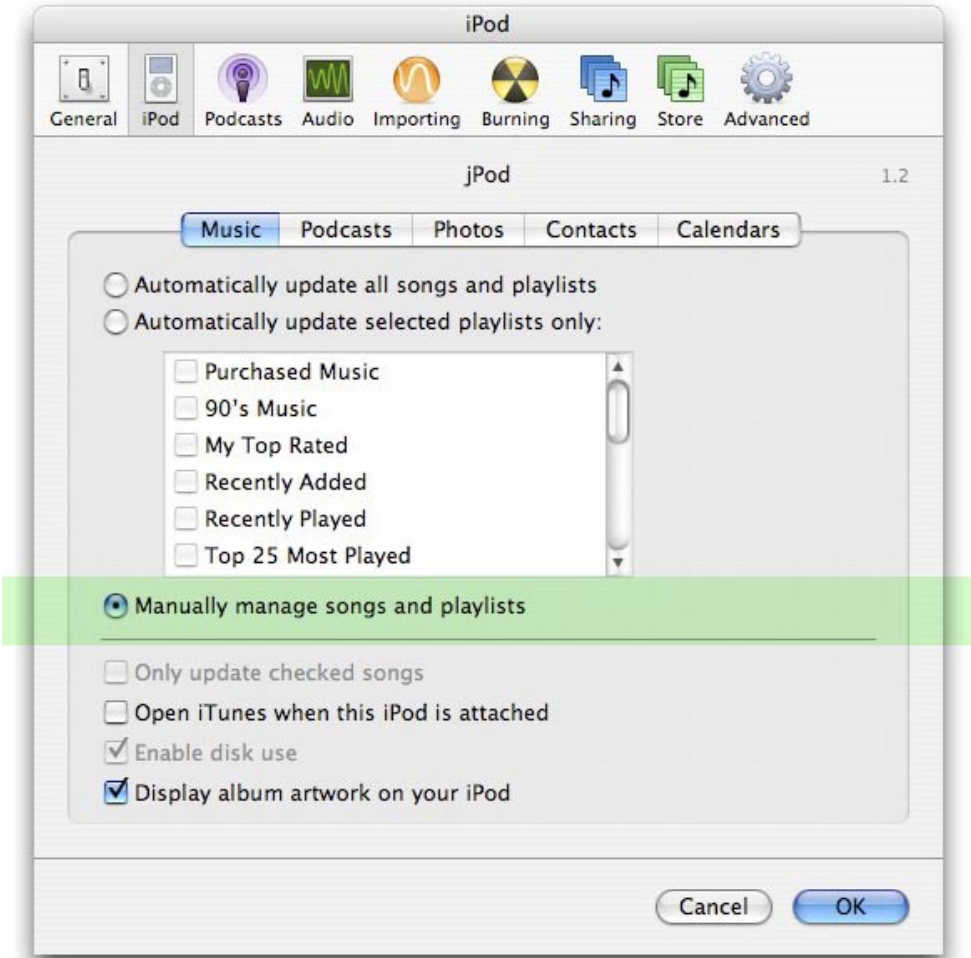 iPod
General iPod Podcasts Audio Importing Burning Sharing Store Advanced
jPod 1.2
Music Podcasts Photos Contacts Calendars
Automatically update all songs and playlists
Automatically update selected playlists only:
Purchased Music
90's Music
My Top Rated
Recently Added
Recently Played
Top 25 Most Played
Manually manage songs and playlists
Only update checked songs
Open iTunes when this iPod is attached
Enable disk use
Display album artwork on your iPod
Cancel OK